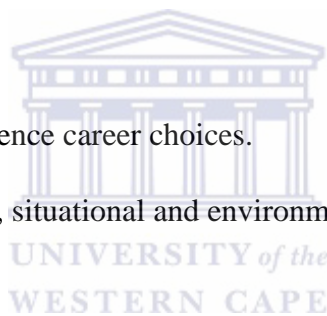 ence career choices.
, situational and environm
UNIVERSITY of the
WESTERN CAPE